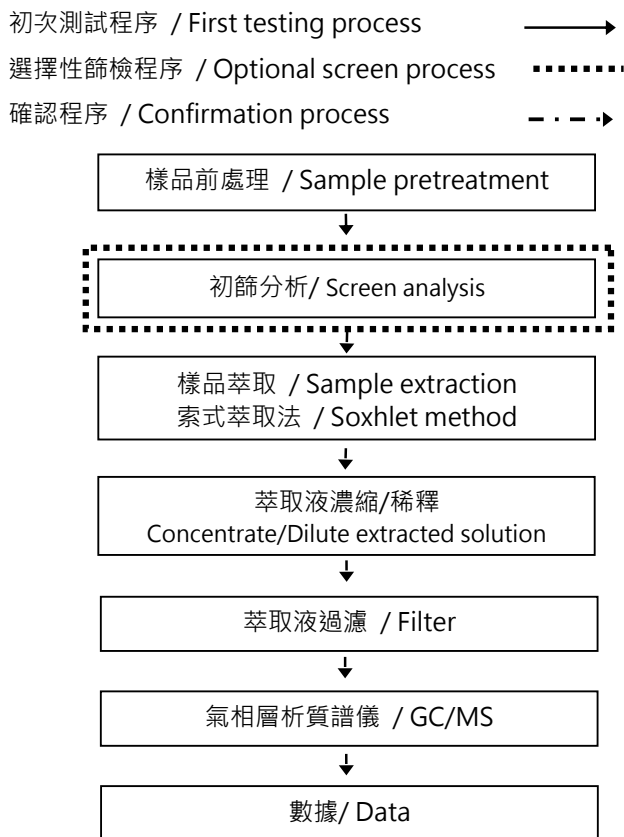 初次測試程序 / First testing process
選擇性篩檢程序 / Optional screen process
確認程序 / Confirmation process
樣品前處理 / Sample pretreatment
初篩分析/ Screen analysis
樣品萃取 / Sample extraction
索式萃取法 / Soxhlet method
萃取液濃縮/稀釋
Concentrate/Dilute extracted solution
萃取液過濾 / Filter
氣相層析質譜儀 / GC/MS
數據/ Data